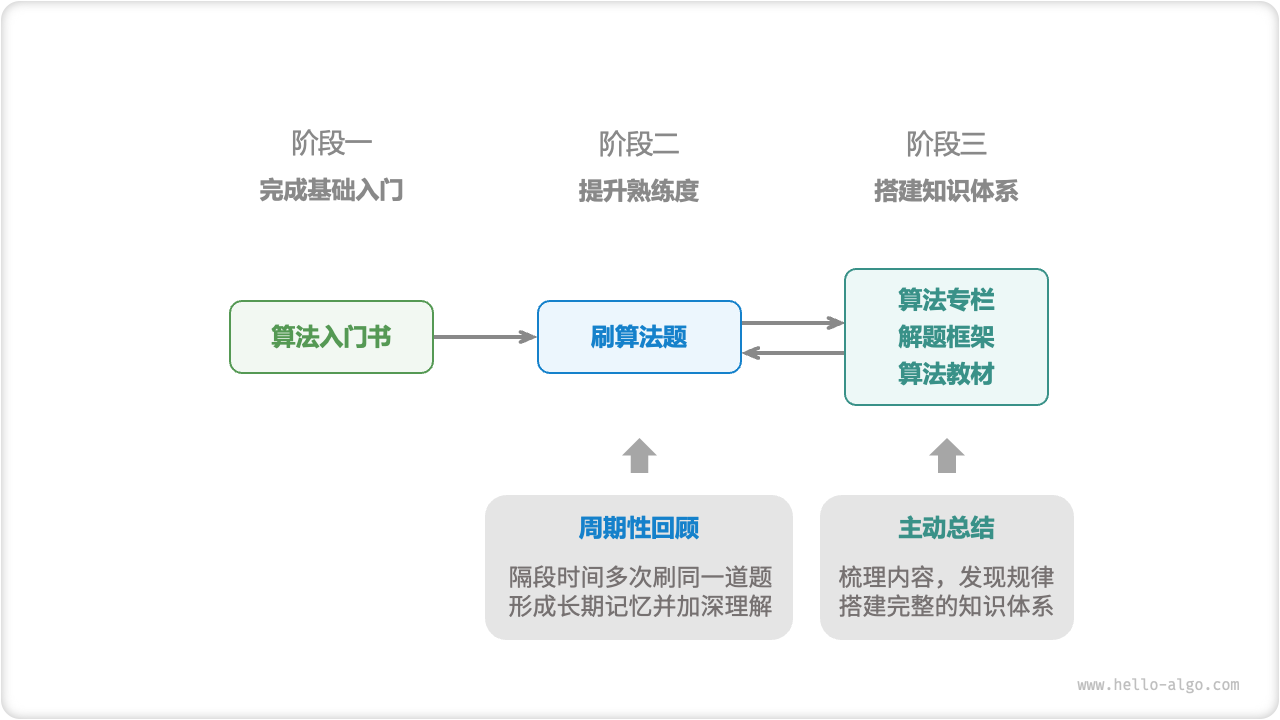 阶段一
完成基础入门
阶段二
提升熟练度
阶段三
搭建知识体系
算法入门书
刷算法题
算法专栏
解题框架
算法教材
周期性回顾
隔段时间多次刷同一道题
形成长期记忆并加深理解
主动总结
梳理内容，发现规律
搭建完整的知识体系
www.hello-algo.com